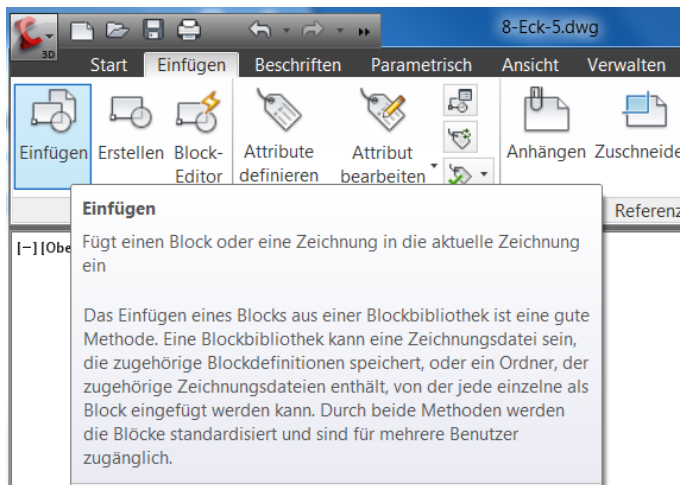 8-Eck-5.dwg
3D
Start Einfügen Beschriften Parametrisch Ansicht Verwalten
Einfügen Erstellen Block-Editor Attribute definieren Attribut bearbeiten Anhängen
Einfügen
Referenz
Fügt einen Block oder eine Zeichnung in die aktuelle Zeichnung
ein
[−] [Obe
Das Einfügen eines Blocks aus einer Blockbibliothek ist eine gute
Methode. Eine Blockbibliothek kann eine Zeichnungsdatei sein,
die zugehörige Blockdefinitionen speichert, oder ein Ordner, der
zugehörige Zeichnungsdateien enthält, von der jede einzelne als
Block eingefügt werden kann. Durch beide Methoden werden
die Blöcke standardisiert und sind für mehrere Benutzer
zugänglich.